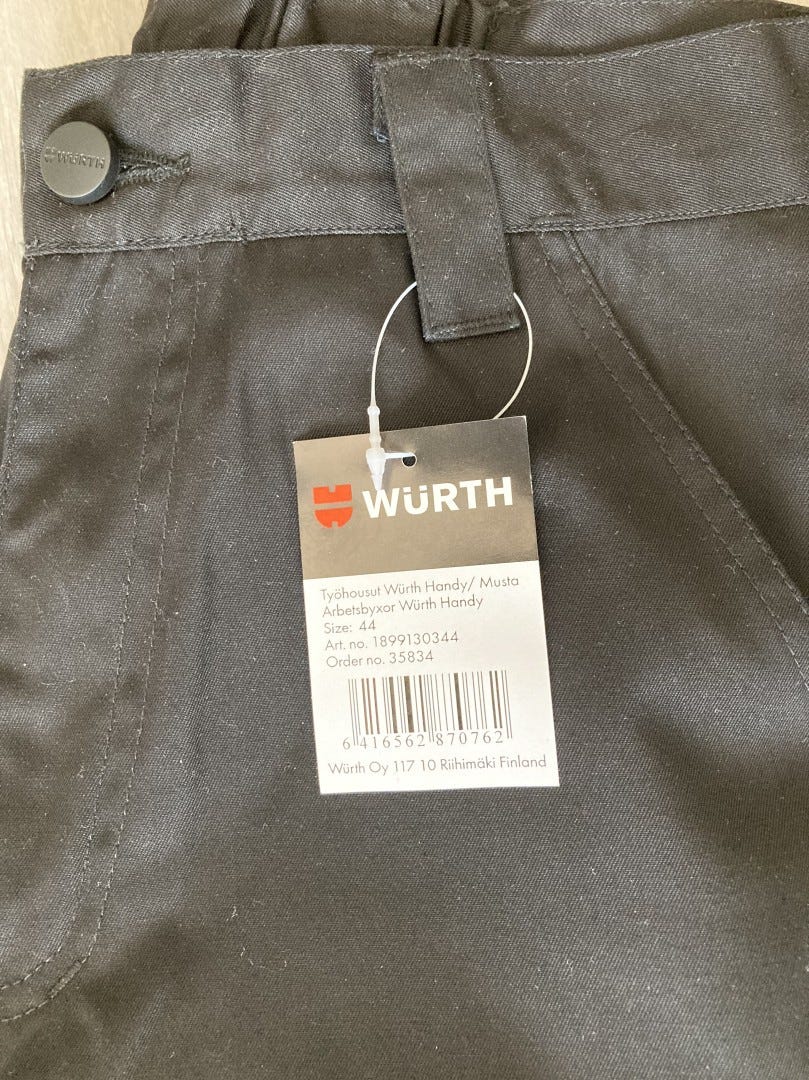 WÜRTH
WÜRTH
Työhousut Würth Handy/ Musta
Arbetsbyxor Würth Handy
Size: 44
Art. no. 1899130344
Order no. 35834
6 416562 870762
Würth Oy 117 10 Riihimäki Finland